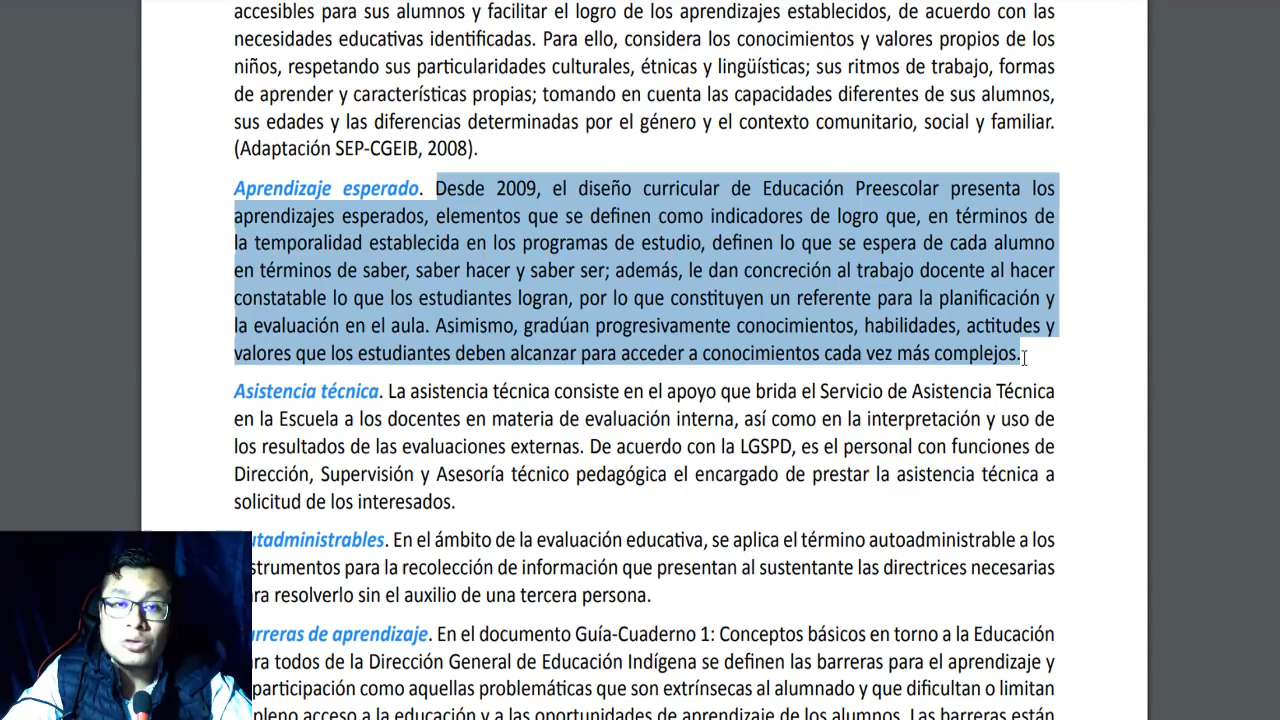 accesibles para sus alumnos y facilitar el logro de los aprendizajes establecidos, de acuerdo con las
necesidades educativas identificadas. Para ello, considera los conocimientos y valores propios de los
niños, respetando sus particularidades culturales, étnicas y lingüísticas; sus ritmos de trabajo, formas
de aprender y características propias; tomando en cuenta las capacidades diferentes de sus alumnos,
sus edades y las diferencias determinadas por el género y el contexto comunitario, social y familiar.
(Adaptación SEP-CGEIB, 2008).
Aprendizaje esperado. Desde 2009, el diseño curricular de Educación Preescolar presenta los
aprendizajes esperados, elementos que se definen como indicadores de logro que, en términos de
la temporalidad establecida en los programas de estudio, definen lo que se espera de cada alumno
en términos de saber, saber hacer y saber ser; además, le dan concreción al trabajo docente al hacer
constatable lo que los estudiantes logran, por lo que constituyen un referente para la planificación y
la evaluación en el aula. Asimismo, gradúan progresivamente conocimientos, habilidades, actitudes y
valores que los estudiantes deben alcanzar para acceder a conocimientos cada vez más complejos.
Asistencia técnica. La asistencia técnica consiste en el apoyo que brida el Servicio de Asistencia Técnica
en la Escuela a los docentes en materia de evaluación interna, así como en la interpretación y uso de
los resultados de las evaluaciones externas. De acuerdo con la LGSPD, es el personal con funciones de
Dirección, Supervisión y Asesoría técnico pedagógica el encargado de prestar la asistencia técnica a
solicitud de los interesados.
utadministrables. En el ámbito de la evaluación educativa, se aplica el término autoadministrable a los
strumentos para la recolección de información que presentan al sustentante las directrices necesarias
ra resolverlo sin el auxilio de una tercera persona.
rreras de aprendizaje. En el documento Guía-Cuaderno 1: Conceptos básicos en torno a la Educación
ra todos de la Dirección General de Educación Indígena se definen las barreras para el aprendizaje y
participación como aquellas problemáticas que son extrínsecas al alumnado y que dificultan o limitan
pleno acceso a la educación y a las oportunidades de aprendizaje de los alumnos. Las barreras están